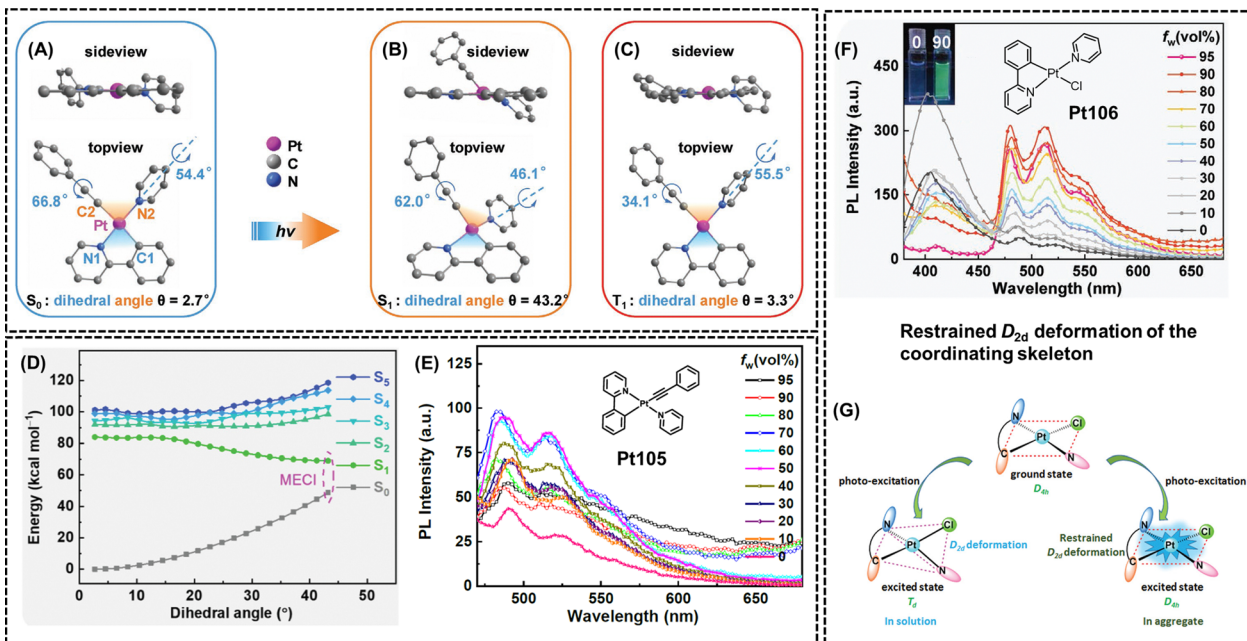 (A)
sideview
topview
66.8°
54.4°
C2
N2
Pt
N1
C1
S₀ : dihedral angle θ = 2.7°
Pt
C
N
hν
(B)
sideview
topview
62.0°
46.1°
S₁ : dihedral angle θ = 43.2°
(C)
sideview
topview
34.1°
55.5°
T₁ : dihedral angle θ = 3.3°
(D)
Energy (kcal mol⁻¹)
120
100
80
60
40
20
0
0 10 20 30 40 50
Dihedral angle (°)
S₅
S₄
S₃
S₂
S₁
S₀
MECI
(E)
PL Intensity (a.u.)
125
100
75
50
25
0
500 550 600 650
Wavelength (nm)
N
Pt
N
Pt105
f_w(vol%)
95
90
80
70
60
50
40
30
20
10
0
(F)
0 90
PL Intensity (a.u.)
450
300
150
0
400 450 500 550 600 650
Wavelength (nm)
N
Pt
N
Cl
Pt106
f_w(vol%)
95
90
80
70
60
50
40
30
20
10
0
Restrained D₂d deformation of the
coordinating skeleton
(G)
N
Cl
Pt
C
N
ground state
D₄h
photo-excitation
photo-excitation
N
Cl
Pt
C
N
D₂d deformation
excited state
T_d
In solution
Restrained
D₂d deformation
N
Cl
Pt
C
N
excited state
D₄h
In aggregate